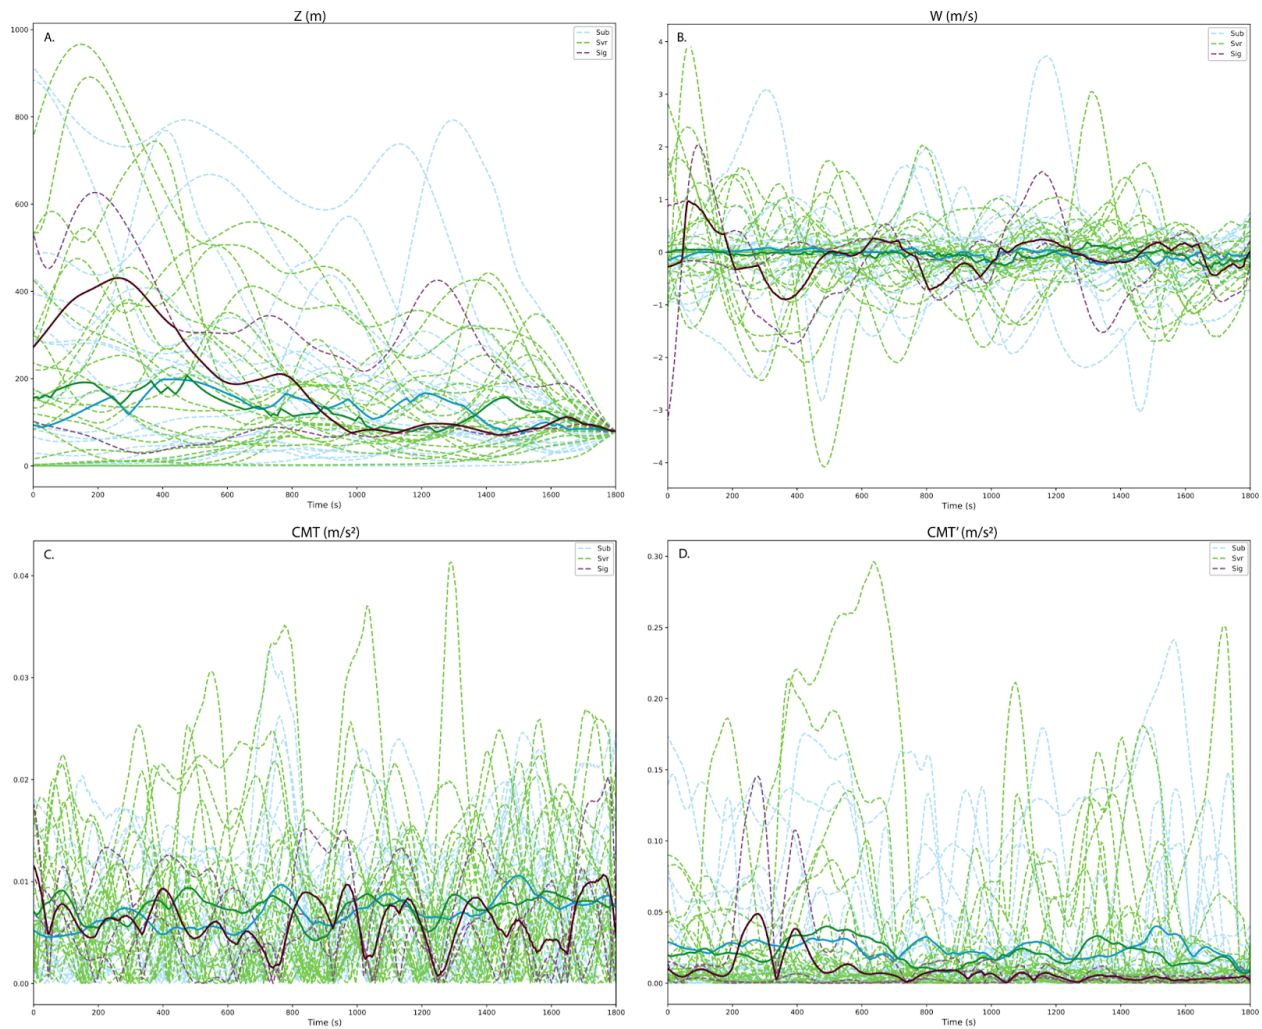 Z (m)
A.
Sub
Svr
Sig
1000
800
600
400
200
0
0 200 400 600 800 1000 1200 1400 1600 1800
Time (s)
W (m/s)
B.
Sub
Svr
Sig
4
3
2
1
0
−1
−2
−3
−4
0 200 400 600 800 1000 1200 1400 1600 1800
Time (s)
CMT (m/s²)
C.
Sub
Svr
Sig
0.04
0.03
0.02
0.01
0.00
0 200 400 600 800 1000 1200 1400 1600 1800
Time (s)
CMT’ (m/s²)
D.
Sub
Svr
Sig
0.30
0.25
0.20
0.15
0.10
0.05
0.00
0 200 400 600 800 1000 1200 1400 1600 1800
Time (s)